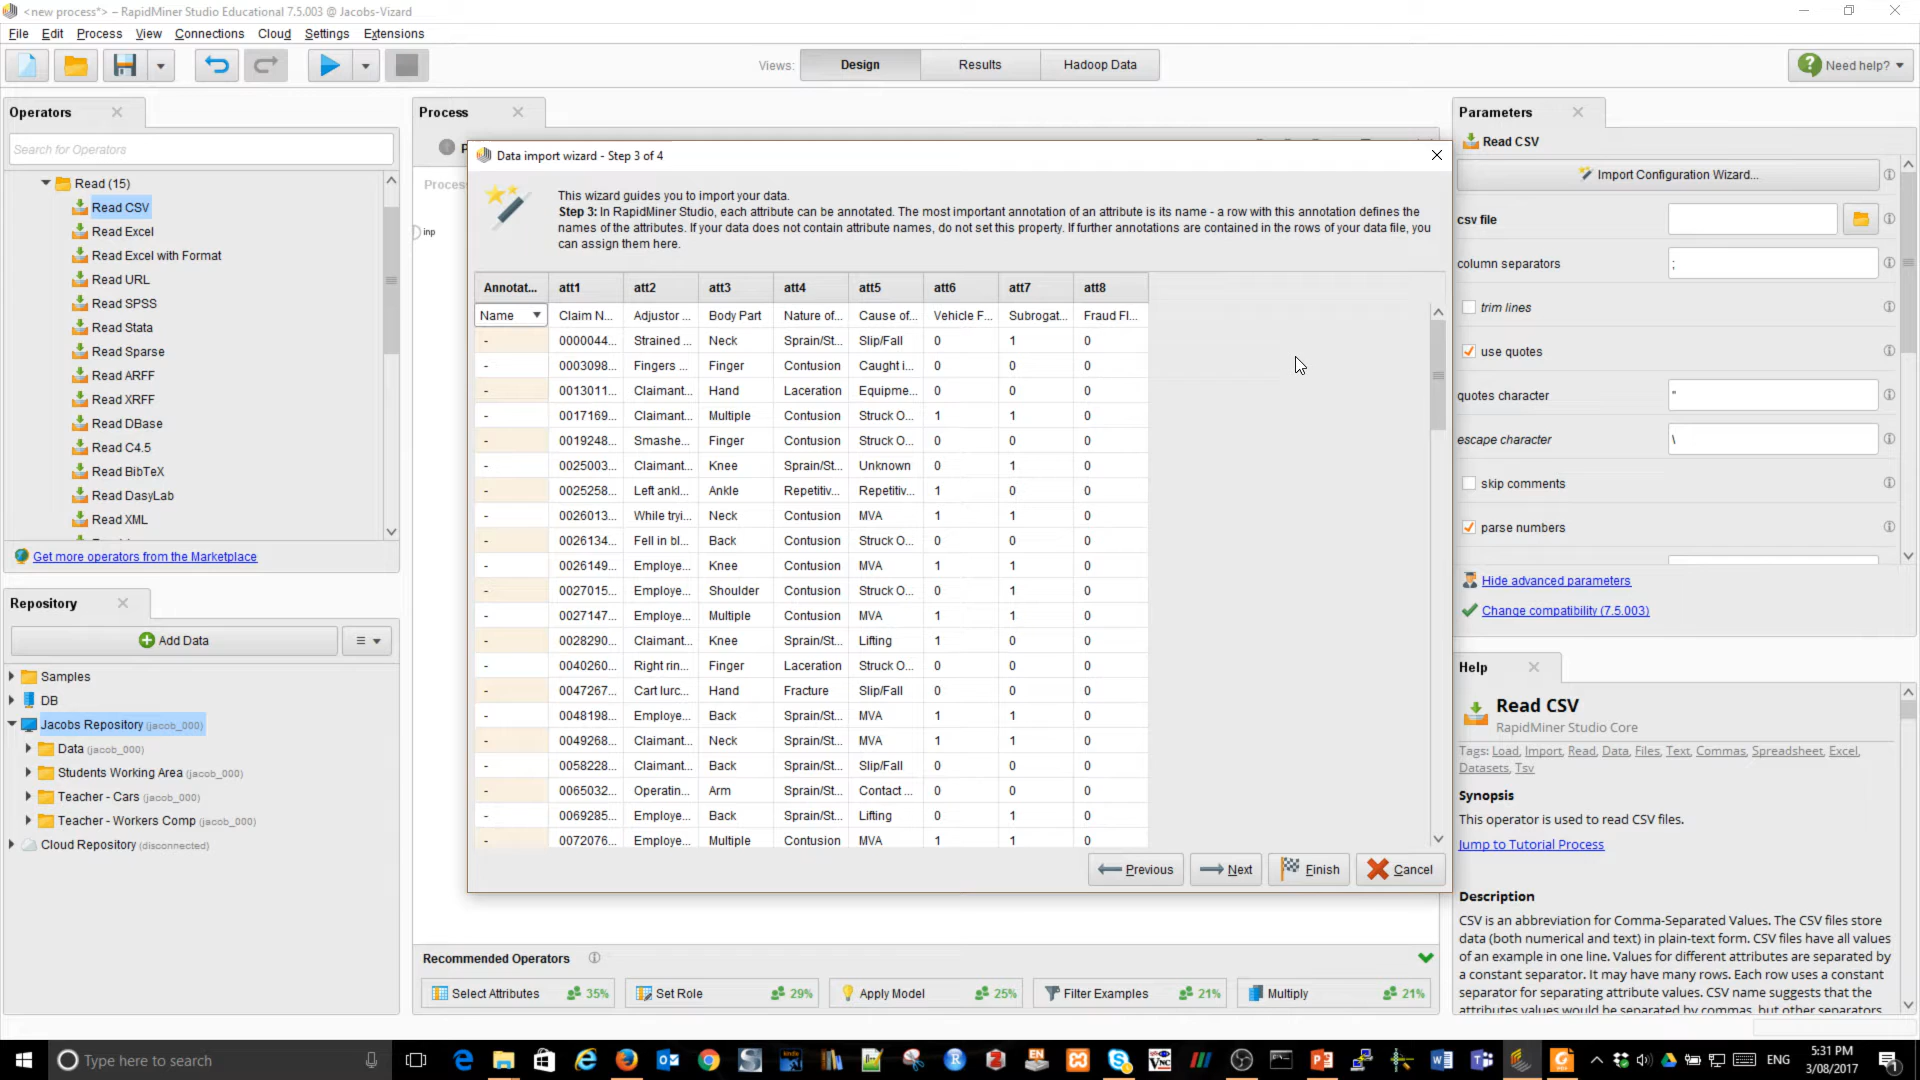 <new process*> – RapidMiner Studio Educational 7.5.003 @ Jacobs-Vizard
File Edit Process View Connections Cloud Settings Extensions
Views: Design Results Hadoop Data Need help?
Operators
Search for Operators
Read (15)
Read CSV
Read Excel
Read Excel with Format
Read URL
Read SPSS
Read Stata
Read Sparse
Read ARFF
Read XRFF
Read DBase
Read C4.5
Read BibTeX
Read DasyLab
Read XML
Get more operators from the Marketplace
Repository
Add Data
Samples
DB
Jacobs Repository (jacob_000)
Data (jacob_000)
Students Working Area (jacob_000)
Teacher - Cars (jacob_000)
Teacher - Workers Comp (jacob_000)
Cloud Repository (disconnected)
Process
Process
inp
Data import wizard - Step 3 of 4
This wizard guides you to import your data.
Step 3: In RapidMiner Studio, each attribute can be annotated. The most important annotation of an attribute is its name - a row with this annotation defines the
names of the attributes. If your data does not contain attribute names, do not set this property. If further annotations are contained in the rows of your data file, you
can assign them here.
Annotat... att1 att2 att3 att4 att5 att6 att7 att8
Name Claim N... Adjustor ... Body Part Nature of... Cause of... Vehicle F... Subrogat... Fraud Fl...
- 0000044... Strained ... Neck Sprain/St... Slip/Fall 0 1 0
- 0003098... Fingers ... Finger Contusion Caught i... 0 0 0
- 0013011... Claimant... Hand Laceration Equipme... 0 0 0
- 0017169... Claimant... Multiple Contusion Struck O... 1 1 0
- 0019248... Smashe... Finger Contusion Struck O... 0 0 0
- 0025003... Claimant... Knee Sprain/St... Unknown 0 1 0
- 0025258... Left ankl... Ankle Repetitiv... Repetitiv... 1 0 0
- 0026013... While tryi... Neck Contusion MVA 1 1 0
- 0026134... Fell in bl... Back Contusion Struck O... 0 0 0
- 0026149... Employe... Knee Contusion MVA 1 1 0
- 0027015... Employe... Shoulder Contusion Struck O... 0 1 0
- 0027147... Employe... Multiple Contusion MVA 1 1 0
- 0028290... Claimant... Knee Sprain/St... Lifting 1 0 0
- 0040260... Right rin... Finger Laceration Struck O... 0 0 0
- 0047267... Cart lurc... Hand Fracture Slip/Fall 0 0 0
- 0048198... Employe... Back Sprain/St... MVA 1 1 0
- 0049268... Claimant... Neck Sprain/St... MVA 1 1 0
- 0058228... Claimant... Back Sprain/St... Slip/Fall 0 0 0
- 0065032... Operatin... Arm Sprain/St... Contact ... 0 0 0
- 0069285... Employe... Back Sprain/St... Lifting 0 1 0
- 0072076... Employe... Multiple Contusion MVA 1 1 0
Previous Next Finish Cancel
Recommended Operators
Select Attributes 35% Set Role 29% Apply Model 25% Filter Examples 21% Multiply 21%
Parameters
Read CSV
Import Configuration Wizard...
csv file
column separators ;
trim lines
use quotes
quotes character "
escape character \
skip comments
parse numbers
Hide advanced parameters
Change compatibility (7.5.003)
Help
Read CSV
RapidMiner Studio Core
Tags: Load, Import, Read, Data, Files, Text, Commas, Spreadsheet, Excel,
Datasets, Tsv
Synopsis
This operator is used to read CSV files.
Jump to Tutorial Process
Description
CSV is an abbreviation for Comma-Separated Values. The CSV files store
data (both numerical and text) in plain-text form. CSV files have all values
of an example in one line. Values for different attributes are separated by
a constant separator. It may have many rows. Each row uses a constant
separator for separating attribute values. CSV name suggests that the
attributes values would be separated by commas, but other separators
Type here to search
ENG
5:31 PM
3/08/2017